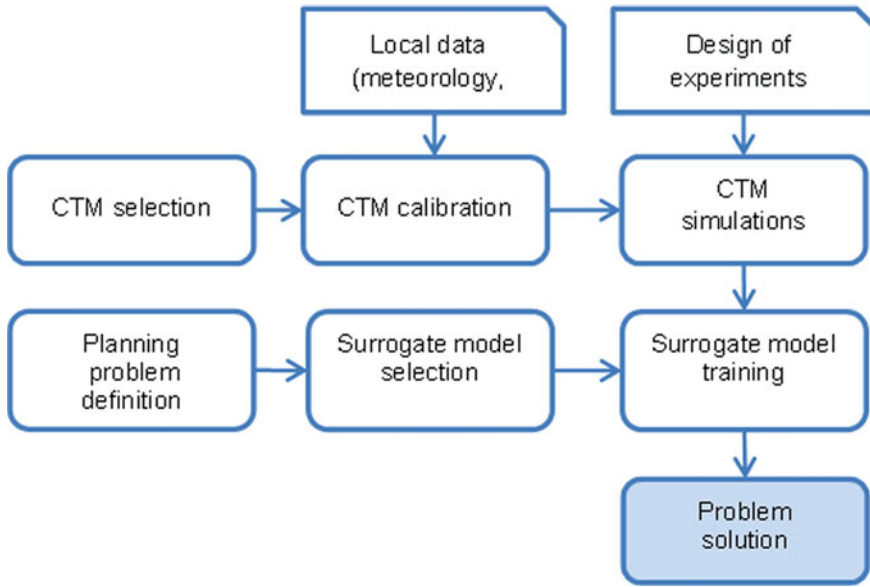 Local data
(meteorology,
Design of
experiments
CTM selection
CTM calibration
CTM
simulations
Planning
problem
definition
Surrogate model
selection
Surrogate model
training
Problem
solution